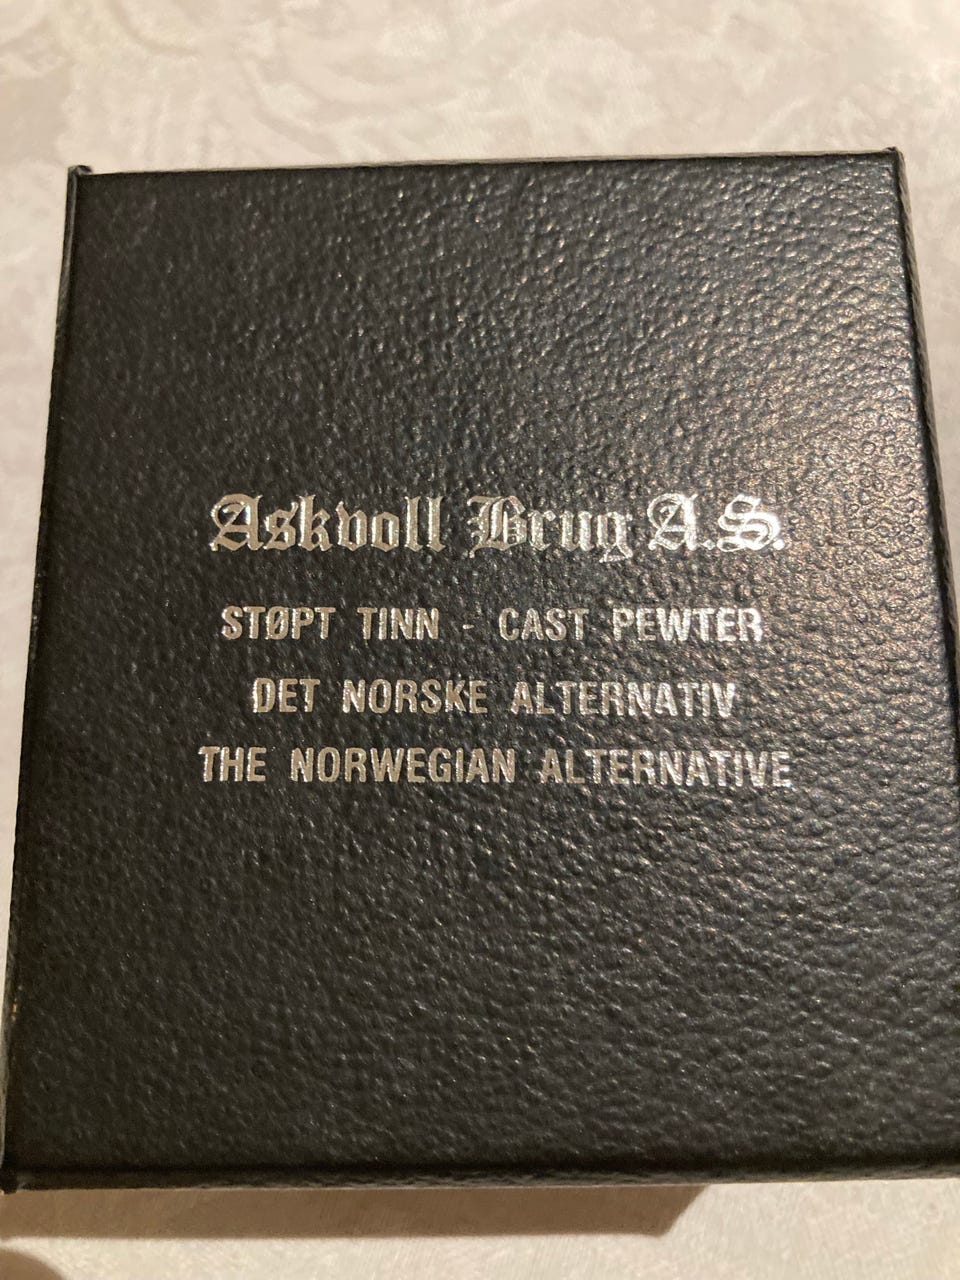 Askvoll Brug A.S.
STØPT TINN - CAST PEWTER
DET NORSKE ALTERNATIV
THE NORWEGIAN ALTERNATIVE